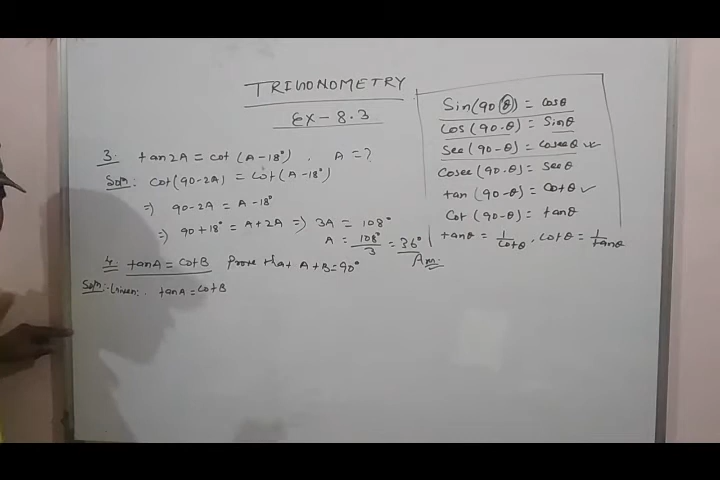 TRIGONOMETRY
EX-8.3
3. tan2A = cot (A-18°), A=?
Soln: Cot(90-2A) = cot(A-18°)
⇒ 90-2A = A-18°
⇒ 90+18° = A+2A ⇒ 3A = 108°
A = 108°/3 = 36° Ans.
4. tanA = CotB Prove that A+B=90°
Soln:- Given:. tanA = CotB
Sin(90 θ) = Cosθ
Cos(90-θ) = Sinθ
Sec(90-θ) = Cosecθ ✓
Cosec(90-θ) = Secθ
tan(90-θ) = Cotθ ✓
Cot(90-θ) = tanθ
tanθ = 1/Cotθ, Cotθ = 1/tanθ